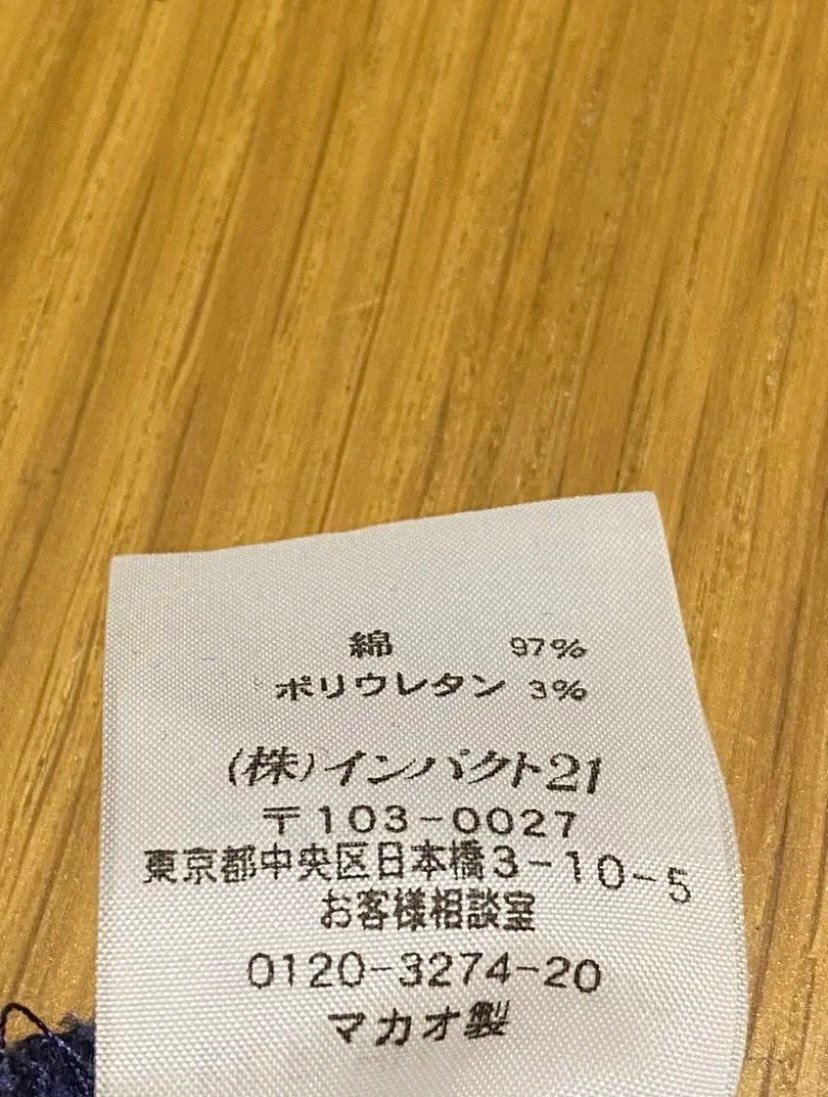 綿 97%
ポリウレタン 3%
(株)インパクト21
〒103-0027
東京都中央区日本橋3-10-5
お客様相談室
0120-3274-20
マカオ製